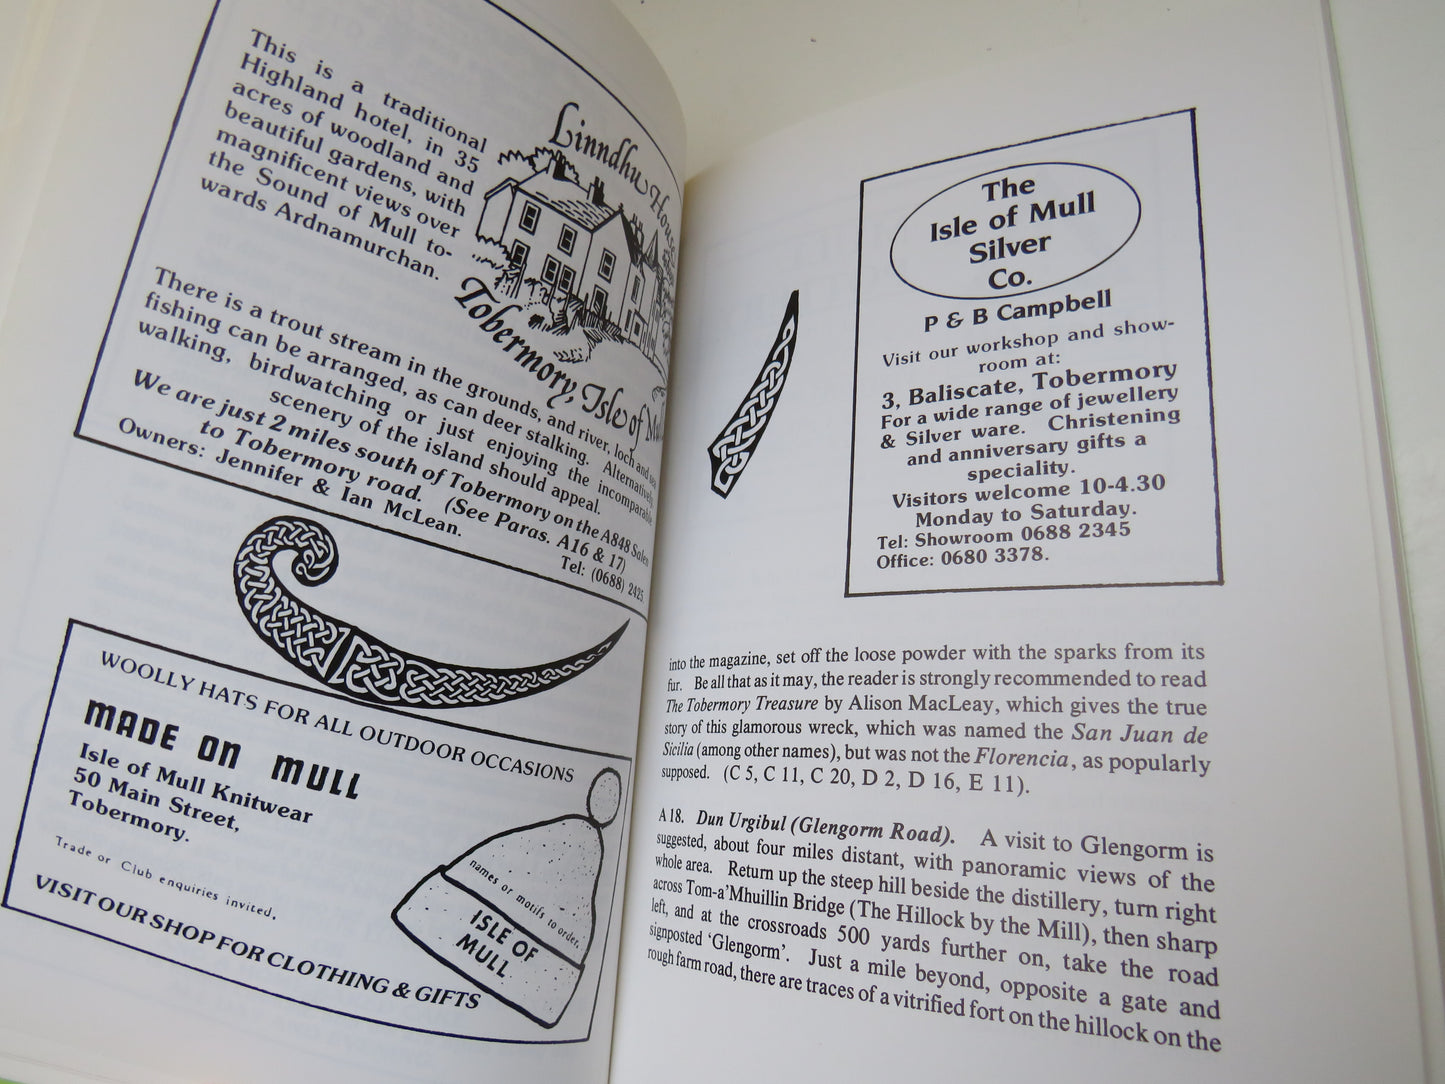 This is a traditional
Highland hotel, in 35
acres of woodland and
beautiful gardens, with
magnificent views over
the Sound of Mull to-
wards Ardnamurchan.
Linndhu House
Tobermory, Isle of Mull
There is a trout stream in the grounds, and river, loch and sea
fishing can be arranged, as can deer stalking. Alternatively,
walking, birdwatching or just enjoying the incomparable
scenery of the island should appeal.
We are just 2 miles south of Tobermory on the A848 Salen
to Tobermory road. (See Paras. A16 & 17)
Owners: Jennifer & Ian McLean.
Tel: (0688) 2425.
WOOLLY HATS FOR ALL OUTDOOR OCCASIONS
MADE ON MULL
Isle of Mull Knitwear
50 Main Street,
Tobermory.
Trade or Club enquiries invited.
VISIT OUR SHOP FOR CLOTHING & GIFTS
names or motifs to order.
ISLE OF
MULL
The
Isle of Mull
Silver
Co.
P & B Campbell
Visit our workshop and show-
room at:
3, Baliscate, Tobermory
For a wide range of jewellery
& Silver ware. Christening
and anniversary gifts a
speciality.
Visitors welcome 10-4.30
Monday to Saturday.
Tel: Showroom 0688 2345
Office: 0680 3378.
into the magazine, set off the loose powder with the sparks from its
fur. Be all that as it may, the reader is strongly recommended to read
The Tobermory Treasure by Alison MacLeay, which gives the true
story of this glamorous wreck, which was named the San Juan de
Sicilia (among other names), but was not the Florencia, as popularly
supposed. (C 5, C 11, C 20, D 2, D 16, E 11).
A 18. Dun Urgibul (Glengorm Road). A visit to Glengorm is
suggested, about four miles distant, with panoramic views of the
whole area. Return up the steep hill beside the distillery, turn right
across Tom-a'Mhuillin Bridge (The Hillock by the Mill), then sharp
left, and at the crossroads 500 yards further on, take the road
signposted 'Glengorm'. Just a mile beyond, opposite a gate and
rough farm road, there are traces of a vitrified fort on the hillock on the